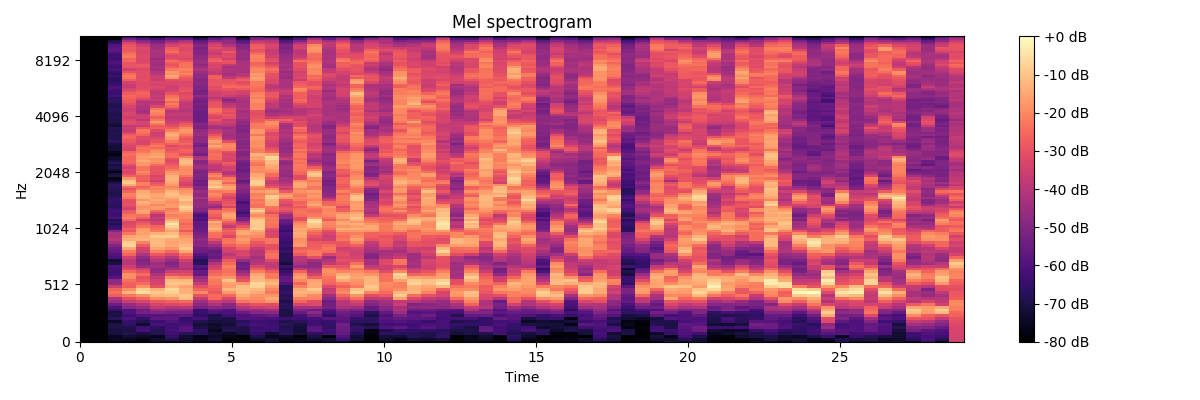 Mel spectrogram
+0 dB
-10 dB
-20 dB
-30 dB
-40 dB
-50 dB
-60 dB
-70 dB
-80 dB
8192
4096
2048
1024
512
0
Hz
0 5 10 15 20 25
Time